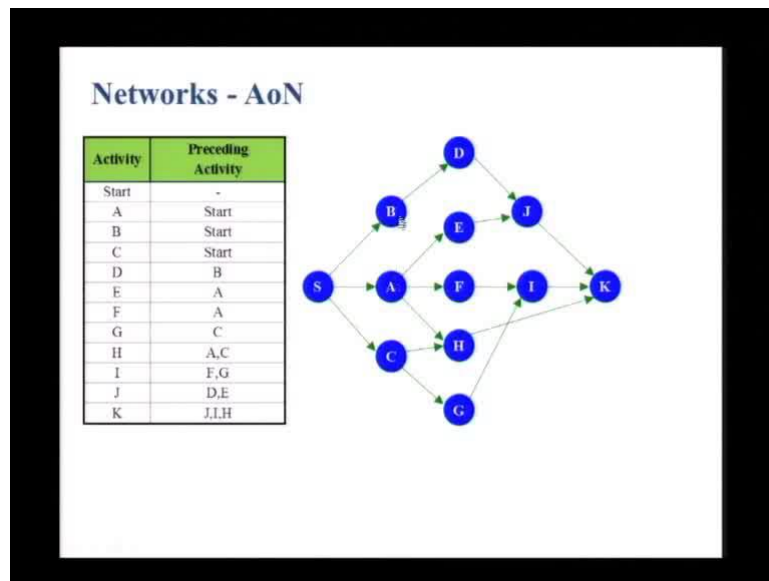 Networks - AoN
Activity Preceding Activity
Start -
A Start
B Start
C Start
D B
E A
F A
G C
H A,C
I F,G
J D,E
K J,I,H
D
B J
E
S A F I K
C H
G